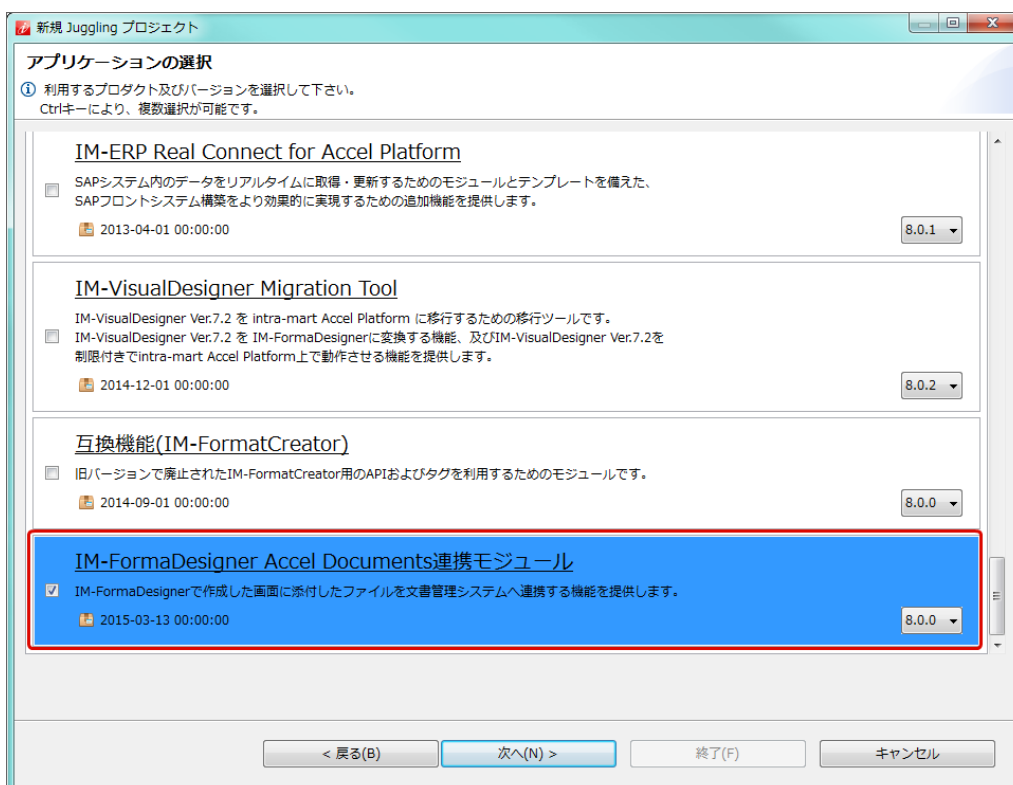 新規 Juggling プロジェクト
アプリケーションの選択
利用するプロダクト及びバージョンを選択して下さい。
Ctrlキーにより、複数選択が可能です。
IM-ERP Real Connect for Accel Platform
SAPシステム内のデータをリアルタイムに取得・更新するためのモジュールとテンプレートを備えた、
SAPフロントシステム構築をより効果的に実現するための追加機能を提供します。
2013-04-01 00:00:00
8.0.1
IM-VisualDesigner Migration Tool
IM-VisualDesigner Ver.7.2 を intra-mart Accel Platform に移行するための移行ツールです。
IM-VisualDesigner Ver.7.2 を IM-FormaDesignerに変換する機能、及びIM-VisualDesigner Ver.7.2を
制限付きでintra-mart Accel Platform上で動作させる機能を提供します。
2014-12-01 00:00:00
8.0.2
互換機能(IM-FormatCreator)
旧バージョンで廃止されたIM-FormatCreator用のAPIおよびタグを利用するためのモジュールです。
2014-09-01 00:00:00
8.0.0
IM-FormaDesigner Accel Documents連携モジュール
IM-FormaDesignerで作成した画面に添付したファイルを文書管理システムへ連携する機能を提供します。
2015-03-13 00:00:00
8.0.0
< 戻る(B)
次へ(N) >
終了(F)
キャンセル